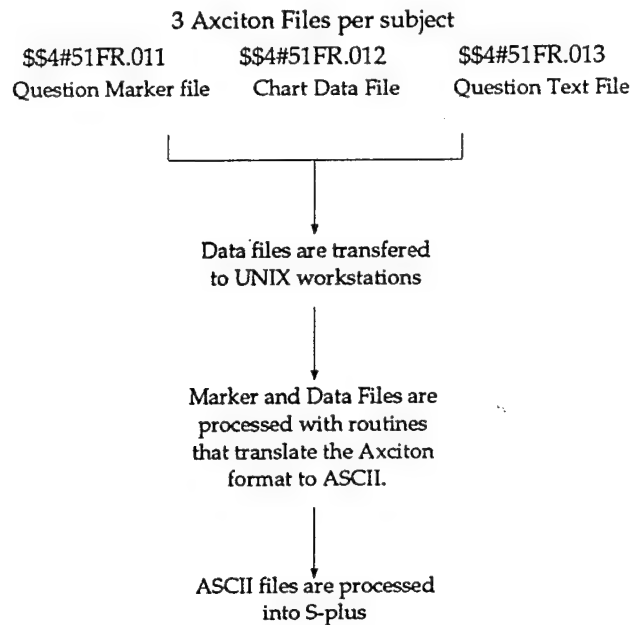 3 Axciton Files per subject
$$4#51FR.011 $$4#51FR.012 $$4#51FR.013
Question Marker file Chart Data File Question Text File
Data files are transfered
to UNIX workstations
Marker and Data Files are
processed with routines
that translate the Axciton
format to ASCII.
ASCII files are processed
into S-plus